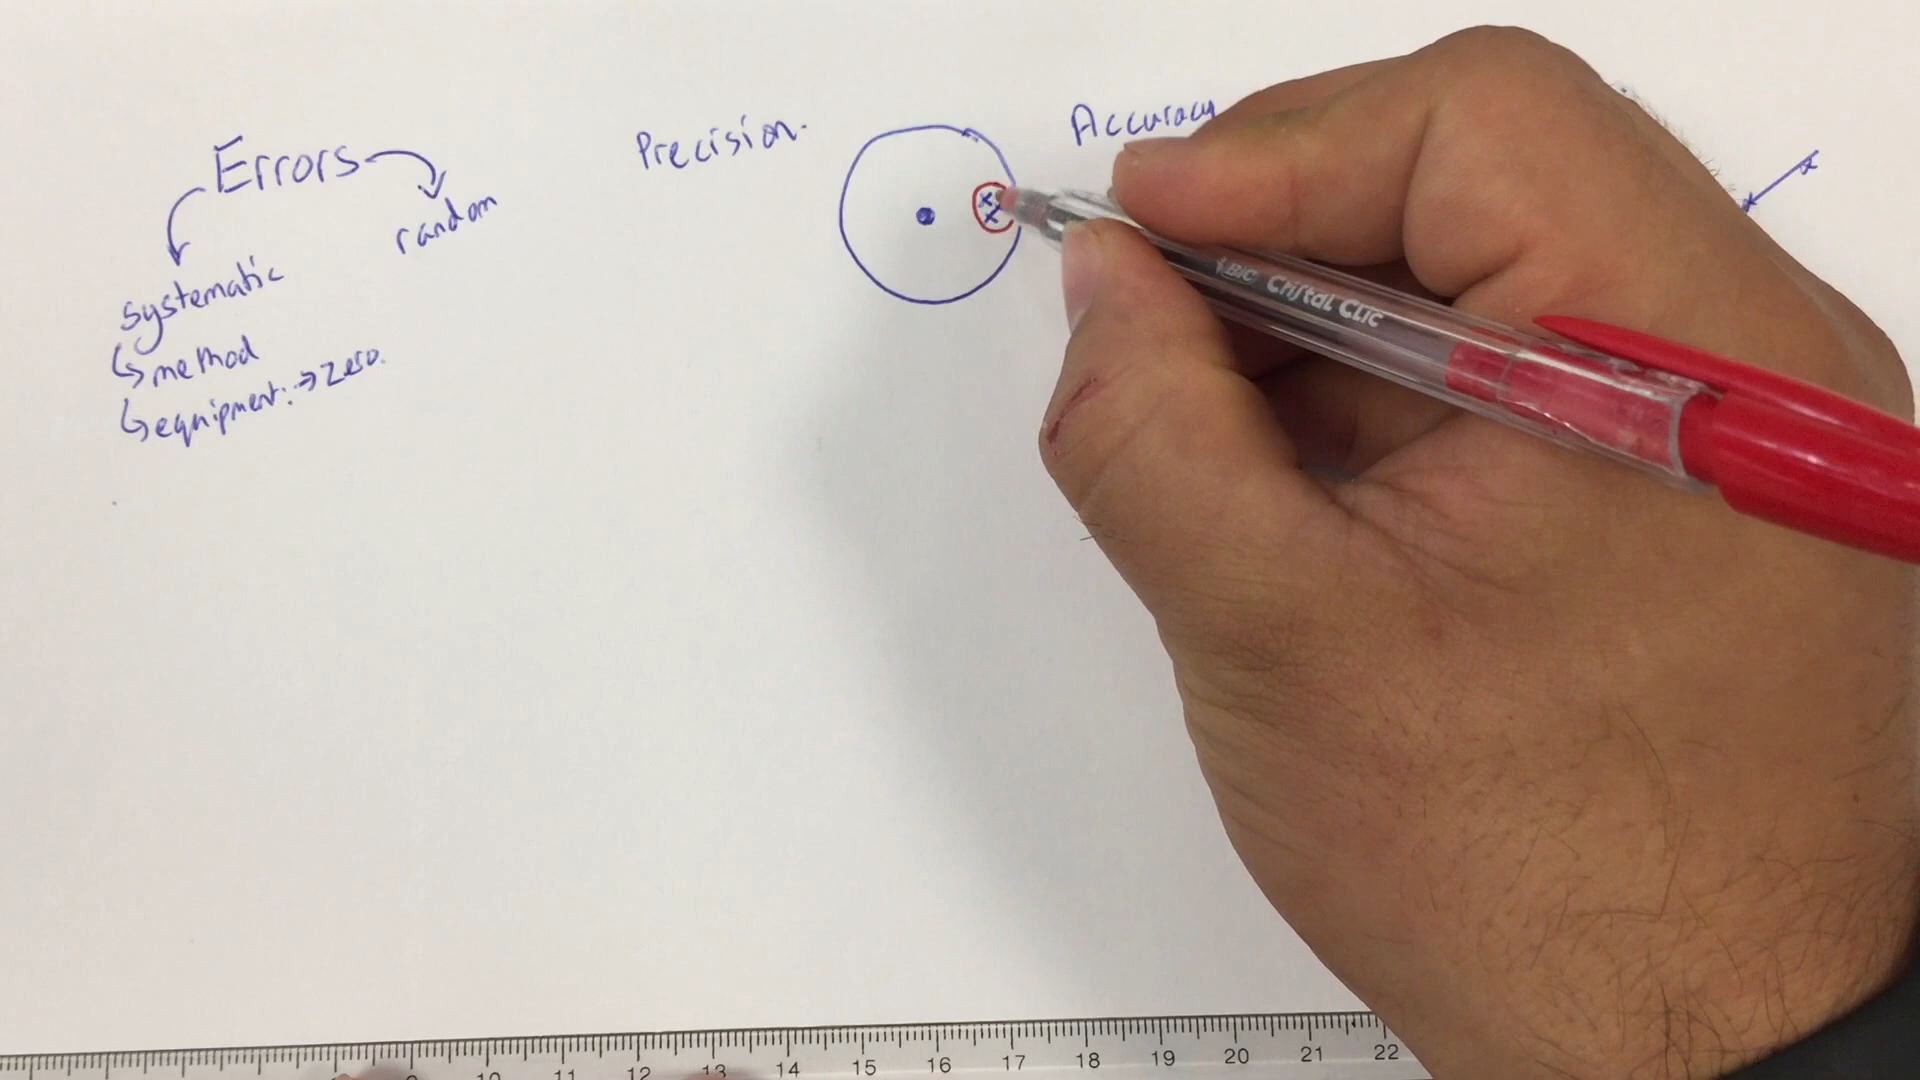 Errors
random
systematic
↳ method
↳ equipment: → Zero.
Precision.
Accuracy
x
x
x
BIC Cristal CLIC
9 10 11 12 13 14 15 16 17 18 19 20 21 22